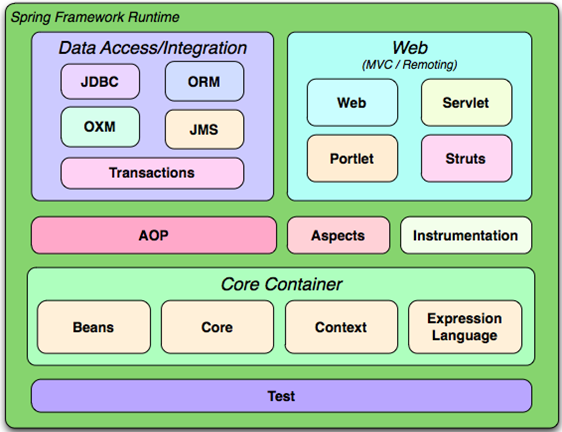 Spring Framework Runtime
Data Access/Integration
JDBC
ORM
OXM
JMS
Transactions
Web
(MVC / Remoting)
Web
Servlet
Portlet
Struts
AOP
Aspects
Instrumentation
Core Container
Beans
Core
Context
Expression
Language
Test